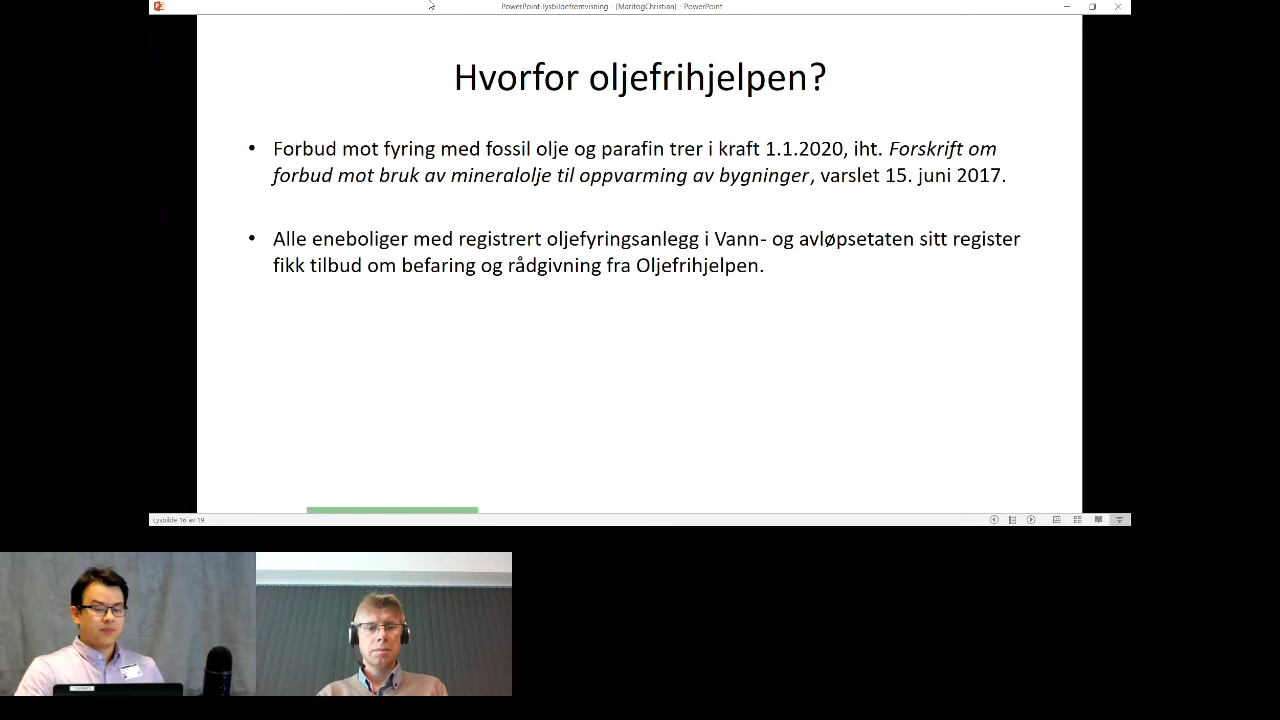 PowerPoint-lysbildefremvisning - [MaritogChristian] - PowerPoint
Hvorfor oljefrihjelpen?
• Forbud mot fyring med fossil olje og parafin trer i kraft 1.1.2020, iht. Forskrift om
forbud mot bruk av mineralolje til oppvarming av bygninger, varslet 15. juni 2017.
• Alle eneboliger med registrert oljefyringsanlegg i Vann- og avløpsetaten sitt register
fikk tilbud om befaring og rådgivning fra Oljefrihjelpen.
Lysbilde 16 av 19